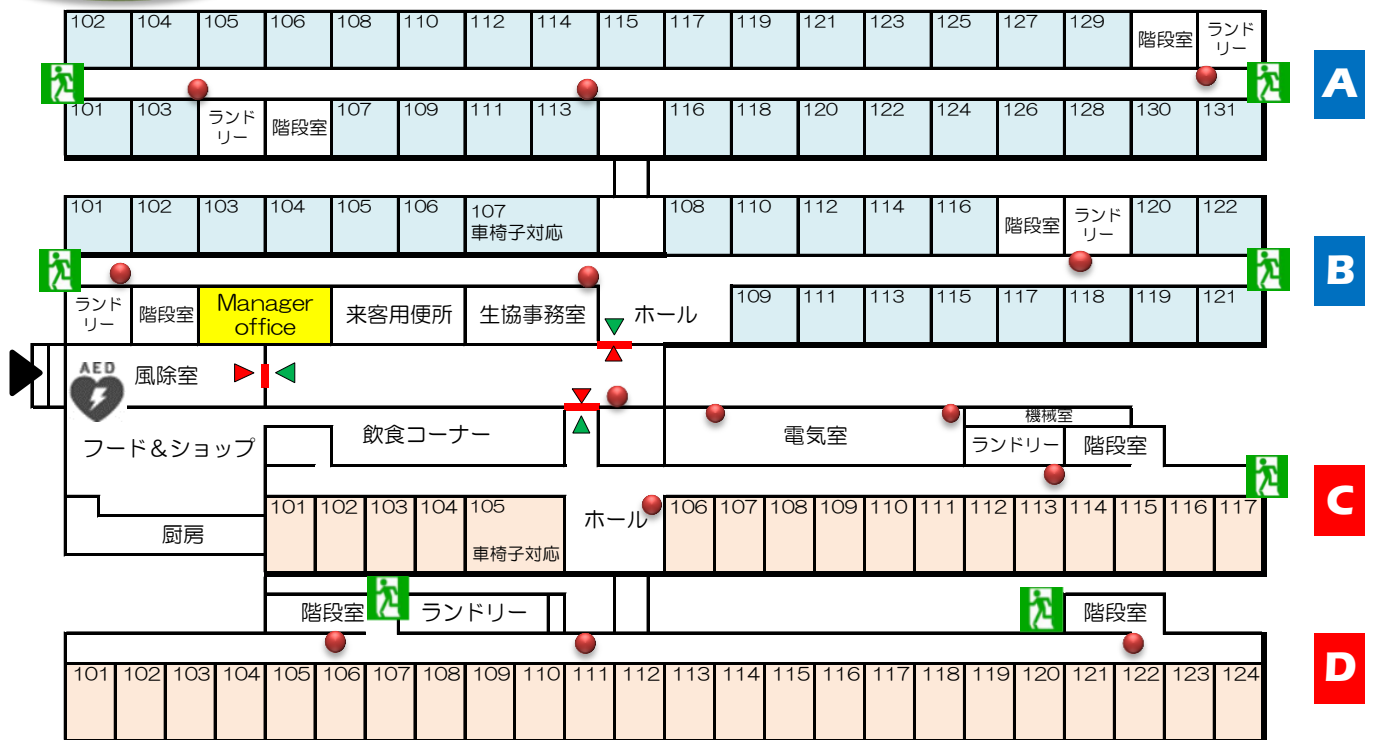 102 104 105 106 108 110 112 114 115 117 119 121 123 125 127 129 階段室 ランド
リー
A
101 103 ランド
リー 階段室 107 109 111 113 116 118 120 122 124 126 128 130 131
101 102 103 104 105 106 107
車椅子対応
108 110 112 114 116 階段室 ランド
リー 120 122
B
ランド
リー 階段室 Manager
office
来客用便所 生協事務室 ホール 109 111 113 115 117 118 119 121
AED
風除室
フード&ショップ 飲食コーナー 電気室 機械室
ランドリー 階段室
C
厨房 101 102 103 104 105
車椅子対応
ホール 106 107 108 109 110 111 112 113 114 115 116 117
階段室 ランドリー 階段室
D
101 102 103 104 105 106 107 108 109 110 111 112 113 114 115 116 117 118 119 120 121 122 123 124